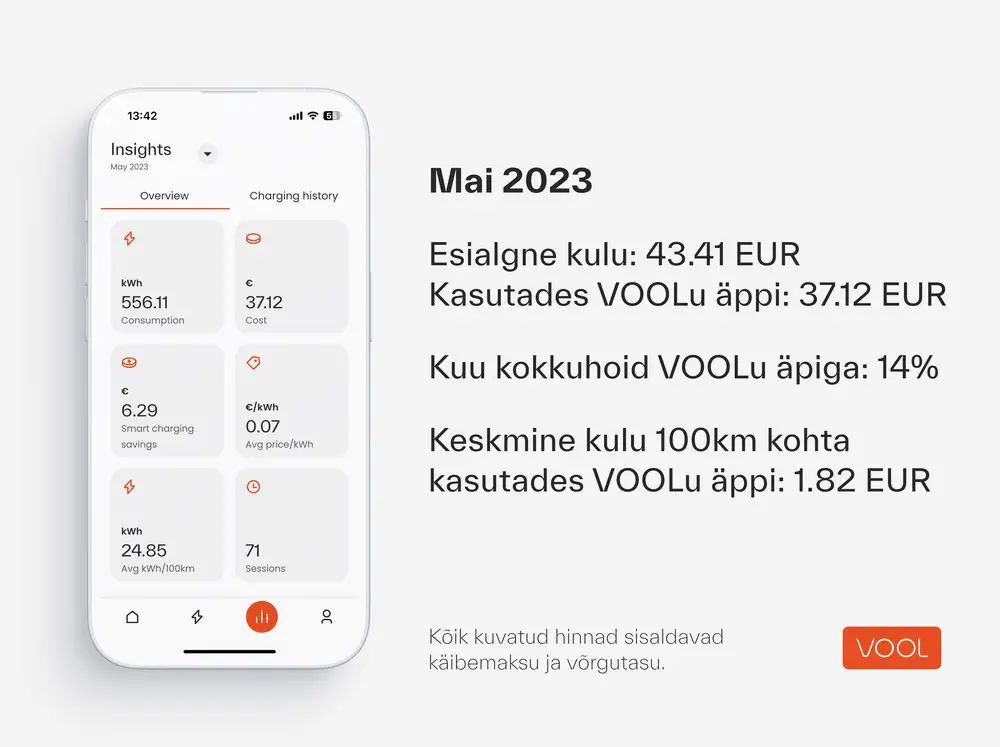 13:42
Insights
May 2023
Overview
Charging history
kWh
556.11
Consumption
€
37.12
Cost
€
6.29
Smart charging
savings
€/kWh
0.07
Avg price/kWh
kWh
24.85
Avg kWh/100km
71
Sessions
Mai 2023
Esialgne kulu: 43.41 EUR
Kasutades VOOLu äppi: 37.12 EUR
Kuu kokkuhoid VOOLu äpiga: 14%
Keskmine kulu 100km kohta
kasutades VOOLu äppi: 1.82 EUR
Kõik kuvatud hinnad sisaldavad
käibemaksu ja võrgutasu.
VOOL